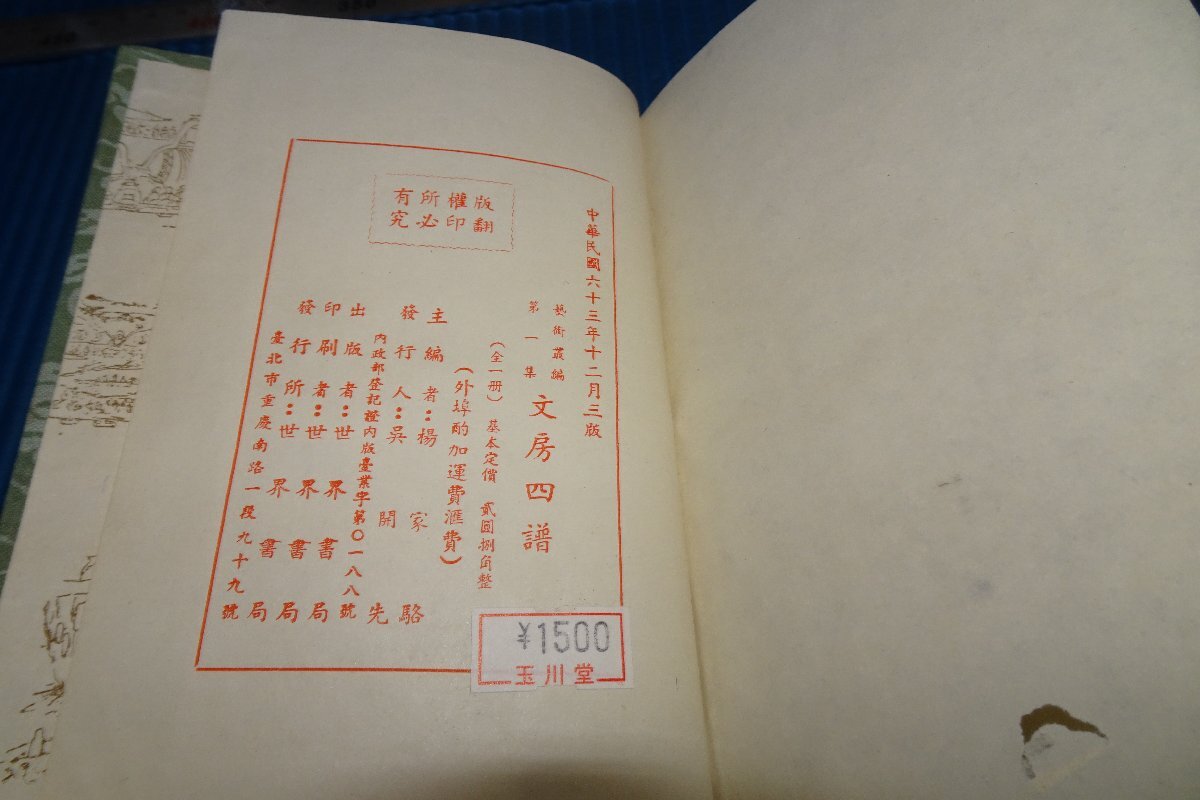 版權所有
翻印必究
中華民國六十三年十二月三版
藝術叢編
第一集
文房四譜
(全一册) 基本定價 貳圓捌角整
(外埠酌加運費滙費)
主編者:楊家駱
發行人:吳開先
內政部登記證內版臺業字第〇一八八號
出版者:世界書局
印刷者:世界書局
發行所:世界書局
臺北市重慶南路一段九十九號
¥1500
玉川堂